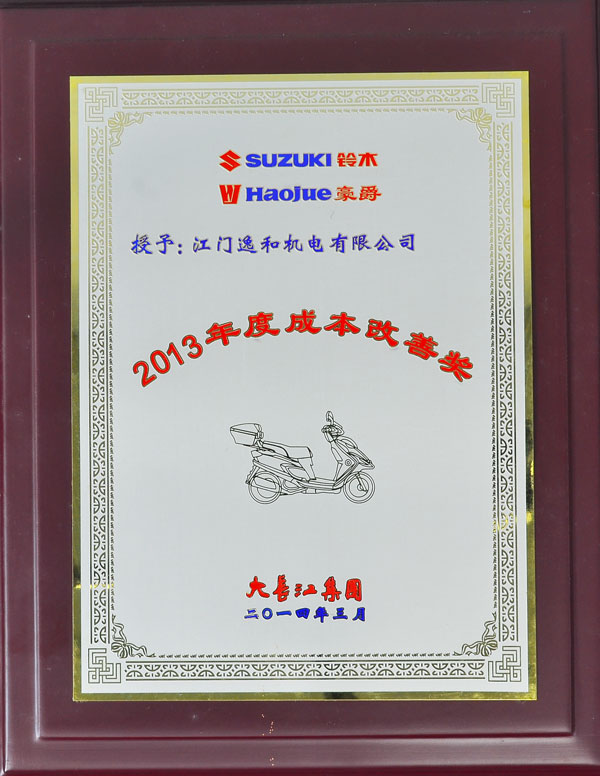 SUZUKI 铃木
Haojue 豪爵
授予：江门逸和机电有限公司
2013年度成本改善奖
大长江集团
二〇一四年三月